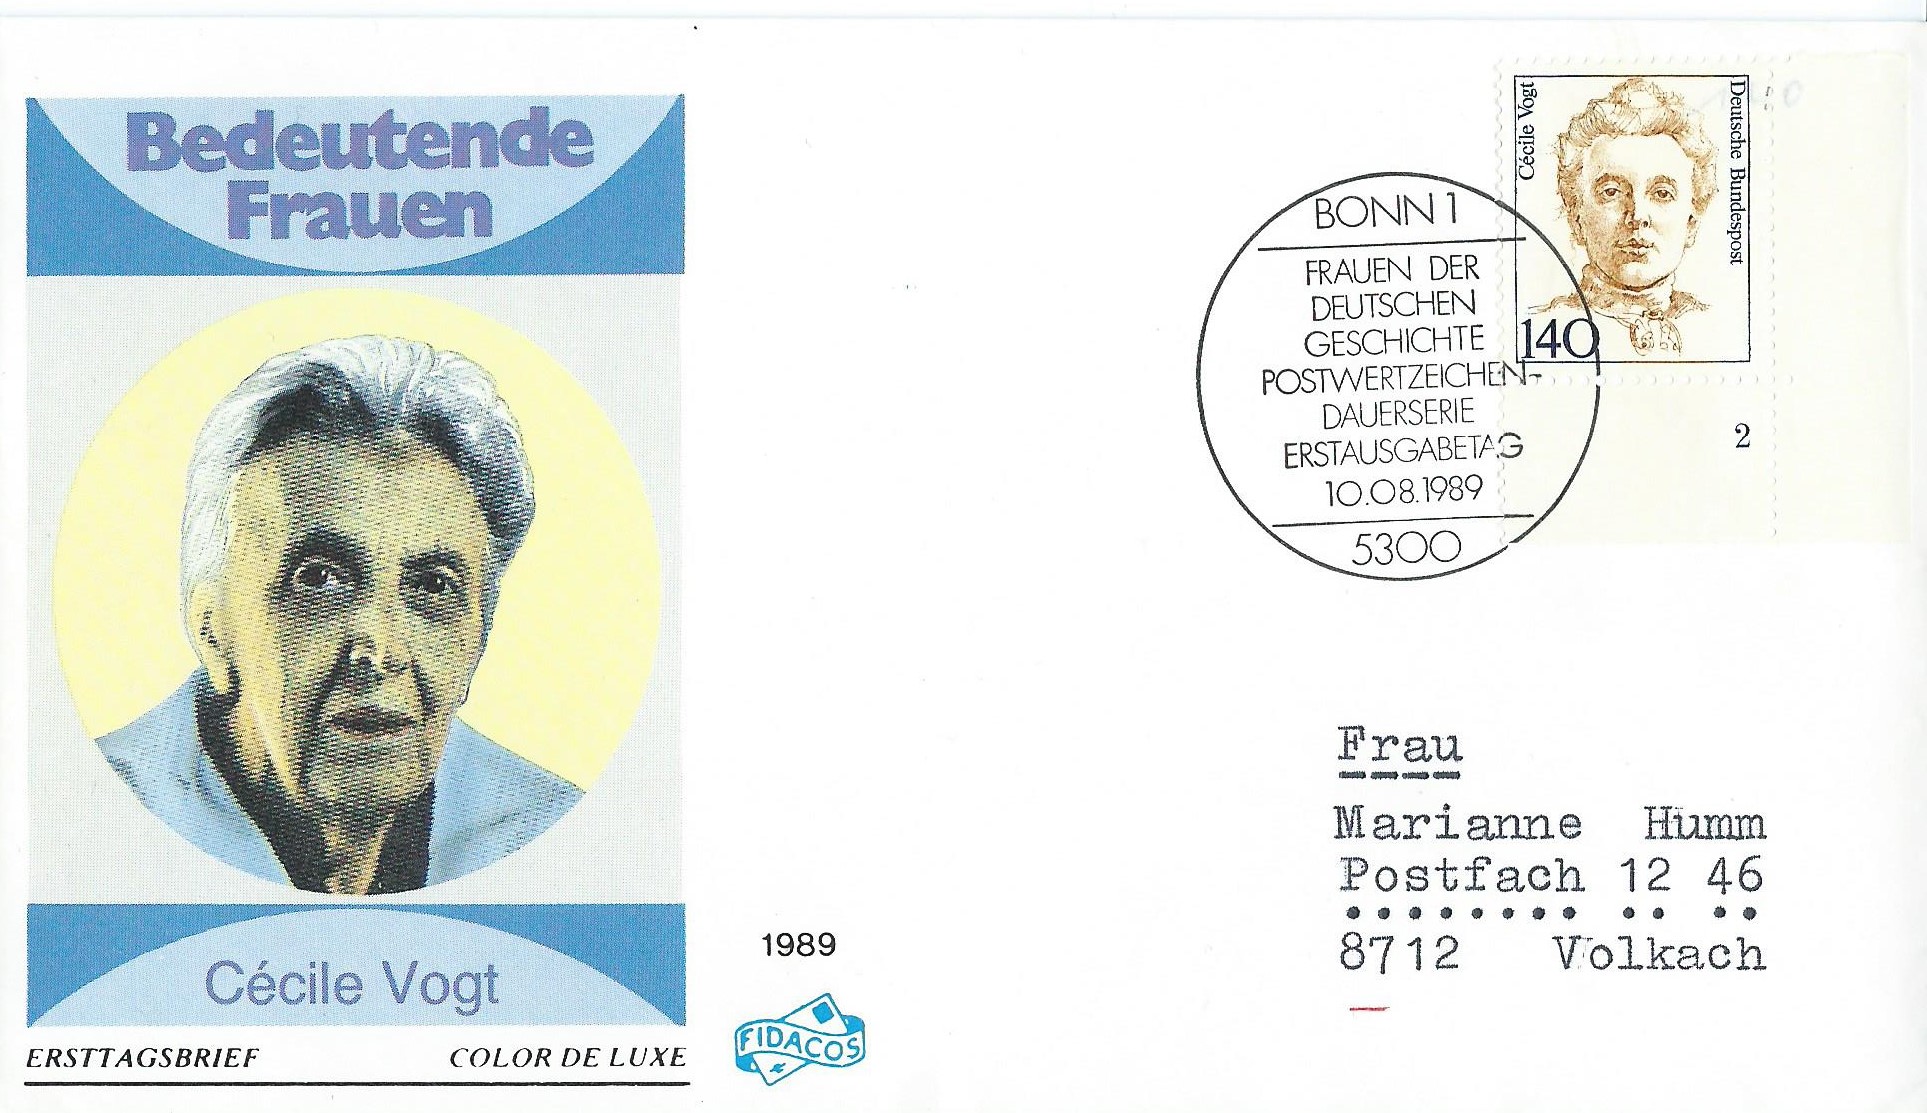 Bedeutende
Frauen
Cécile Vogt
ERSTTAGSBRIEF COLOR DE LUXE
1989
FIDACOS
BONN 1
FRAUEN DER
DEUTSCHEN
GESCHICHTE
POSTWERTZEICHEN-
DAUERSERIE
ERSTAUSGABETAG
10.08.1989
5300
Cécile Vogt
Deutsche Bundespost
140
2
Frau
Marianne Humm
Postfach 12 46
8712 Volkach